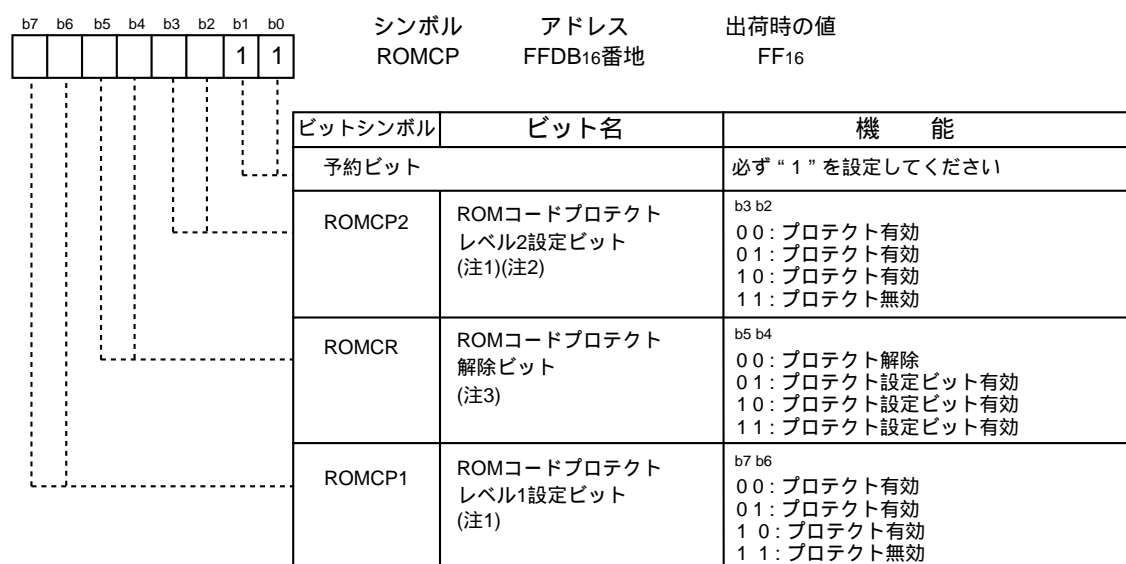 b7 b6 b5 b4 b3 b2 b1 b0
1 1
シンボル アドレス 出荷時の値
ROMCP FFDB16番地 FF16
ビットシンボル ビット名 機 能
予約ビット 必ず“1”を設定してください
ROMCP2
ROMコードプロテクト
レベル2設定ビット
(注1)(注2)
b3 b2
0 0 : プロテクト有効
0 1 : プロテクト有効
1 0 : プロテクト有効
1 1 : プロテクト無効
ROMCR
ROMコードプロテクト
解除ビット
(注3)
b5 b4
0 0 : プロテクト解除
0 1 : プロテクト設定ビット有効
1 0 : プロテクト設定ビット有効
1 1 : プロテクト設定ビット有効
ROMCP1
ROMコードプロテクト
レベル1設定ビット
(注1)
b7 b6
0 0 : プロテクト有効
0 1 : プロテクト有効
1 0 : プロテクト有効
1 1 : プロテクト無効